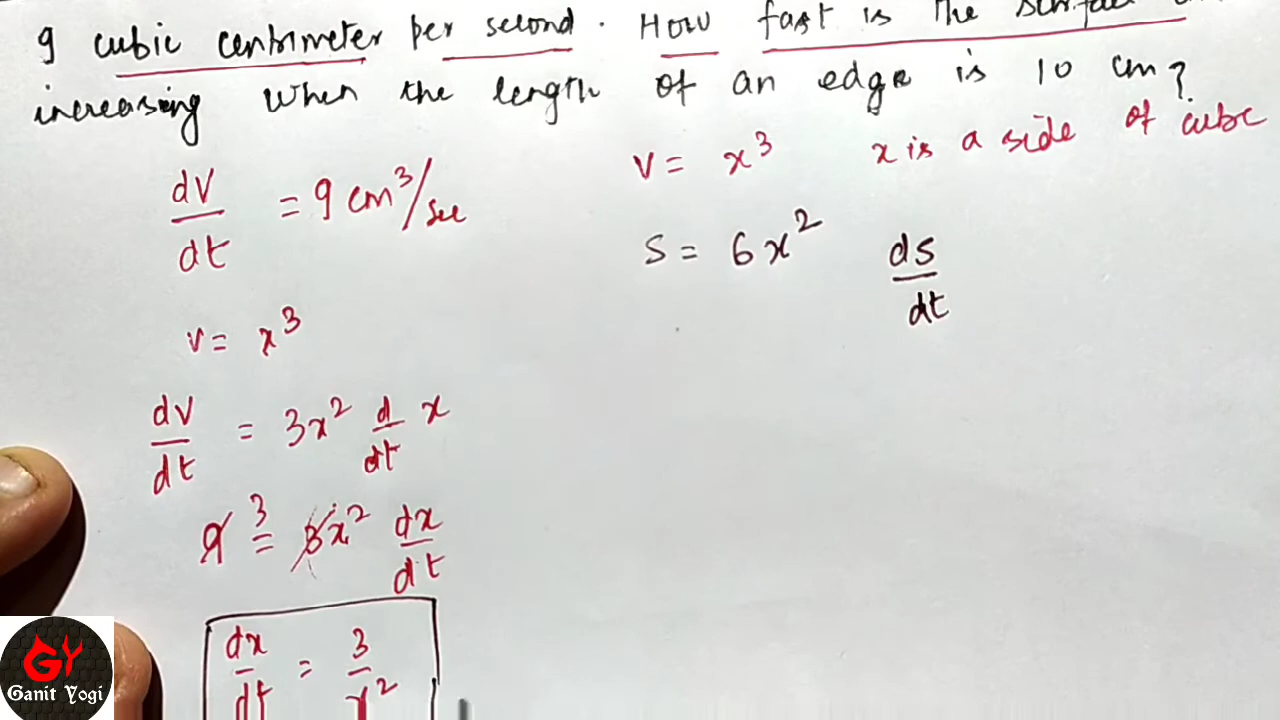 9 cubic centimeter per second. How fast is the surface
increasing when the length of an edge is 10 cm?
dV/dt = 9 cm³/sec
V = x³
dV/dt = 3x² d/dt x
9 3 = 3x² dx/dt
dx/dt = 3/x²
V = x³ x is a side of cube
S = 6x² ds/dt
GY
Ganit Yogi